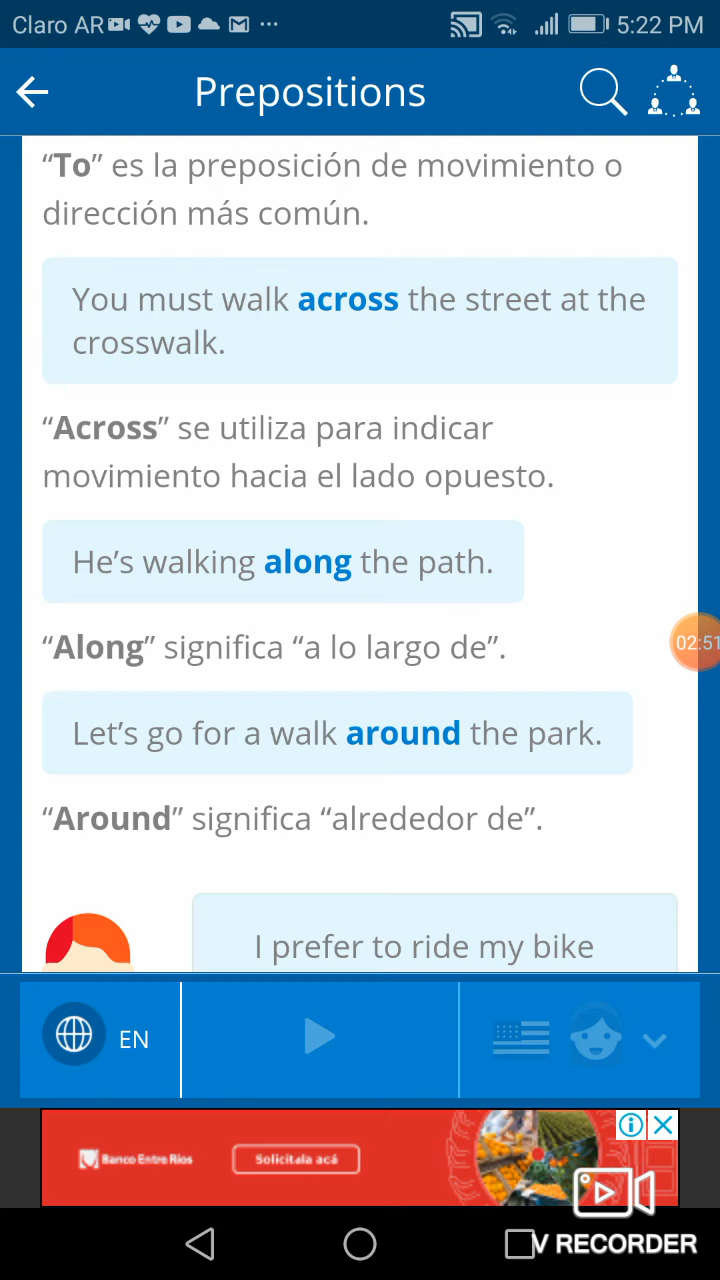 Claro AR ... 5:22 PM
Prepositions
“To” es la preposición de movimiento o
dirección más común.
You must walk across the street at the
crosswalk.
“Across” se utiliza para indicar
movimiento hacia el lado opuesto.
He’s walking along the path.
“Along” significa “a lo largo de”.
02:51
Let’s go for a walk around the park.
“Around” significa “alrededor de”.
I prefer to ride my bike
EN
Banco Entre Ríos
Solicitala acá
V RECORDER